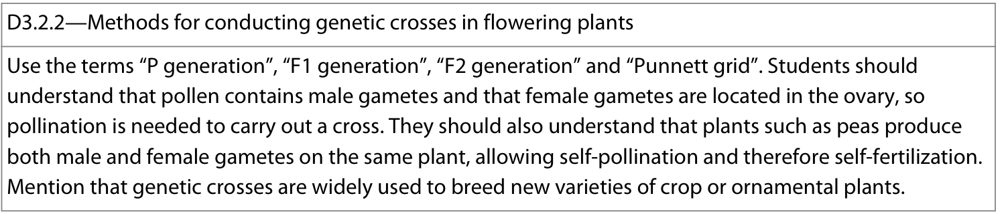 D3.2.2—Methods for conducting genetic crosses in flowering plants
Use the terms “P generation”, “F1 generation”, “F2 generation” and “Punnett grid”. Students should
understand that pollen contains male gametes and that female gametes are located in the ovary, so
pollination is needed to carry out a cross. They should also understand that plants such as peas produce
both male and female gametes on the same plant, allowing self-pollination and therefore self-fertilization.
Mention that genetic crosses are widely used to breed new varieties of crop or ornamental plants.